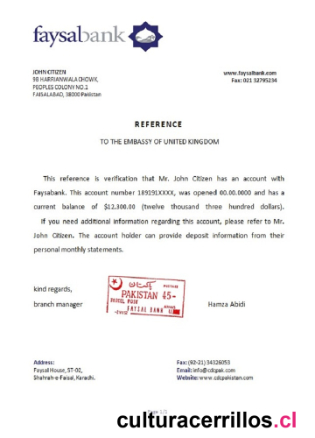 faysabank
JOHN CITIZEN
www.faysalbank.com
98 HARRIANWALA CHOWK,
Fax: 021 32795234
PEOPLES COLONY NO.2
FAISALABAD, 38000 Pakistan
REFERENCE
TO THE EMBASSY OF UNITED KINGDOM
This reference is verification that Mr. John Citizen has an account with
Faysabank. This account number 189191XXXX, was opened 00.00.0000 and has a
current balance of $12,300.00 (twelve thousand three hundred dollars).
If you need additional information regarding this account, please refer to Mr.
John Citizen. The account holder can provide deposit information from their
personal monthly statements.
kind regards,
branch manager
PAKISTAN 45-
FAYSAL BANK
Hamza Abidi
Address:
Fax: (92-21) 34326053
Faysal House, ST-02,
Email: info@cdcpak.com
Shahrah-e-Faisal, Karachi.
Website: www.cdcpakistan.com
culturacerrillos.cl